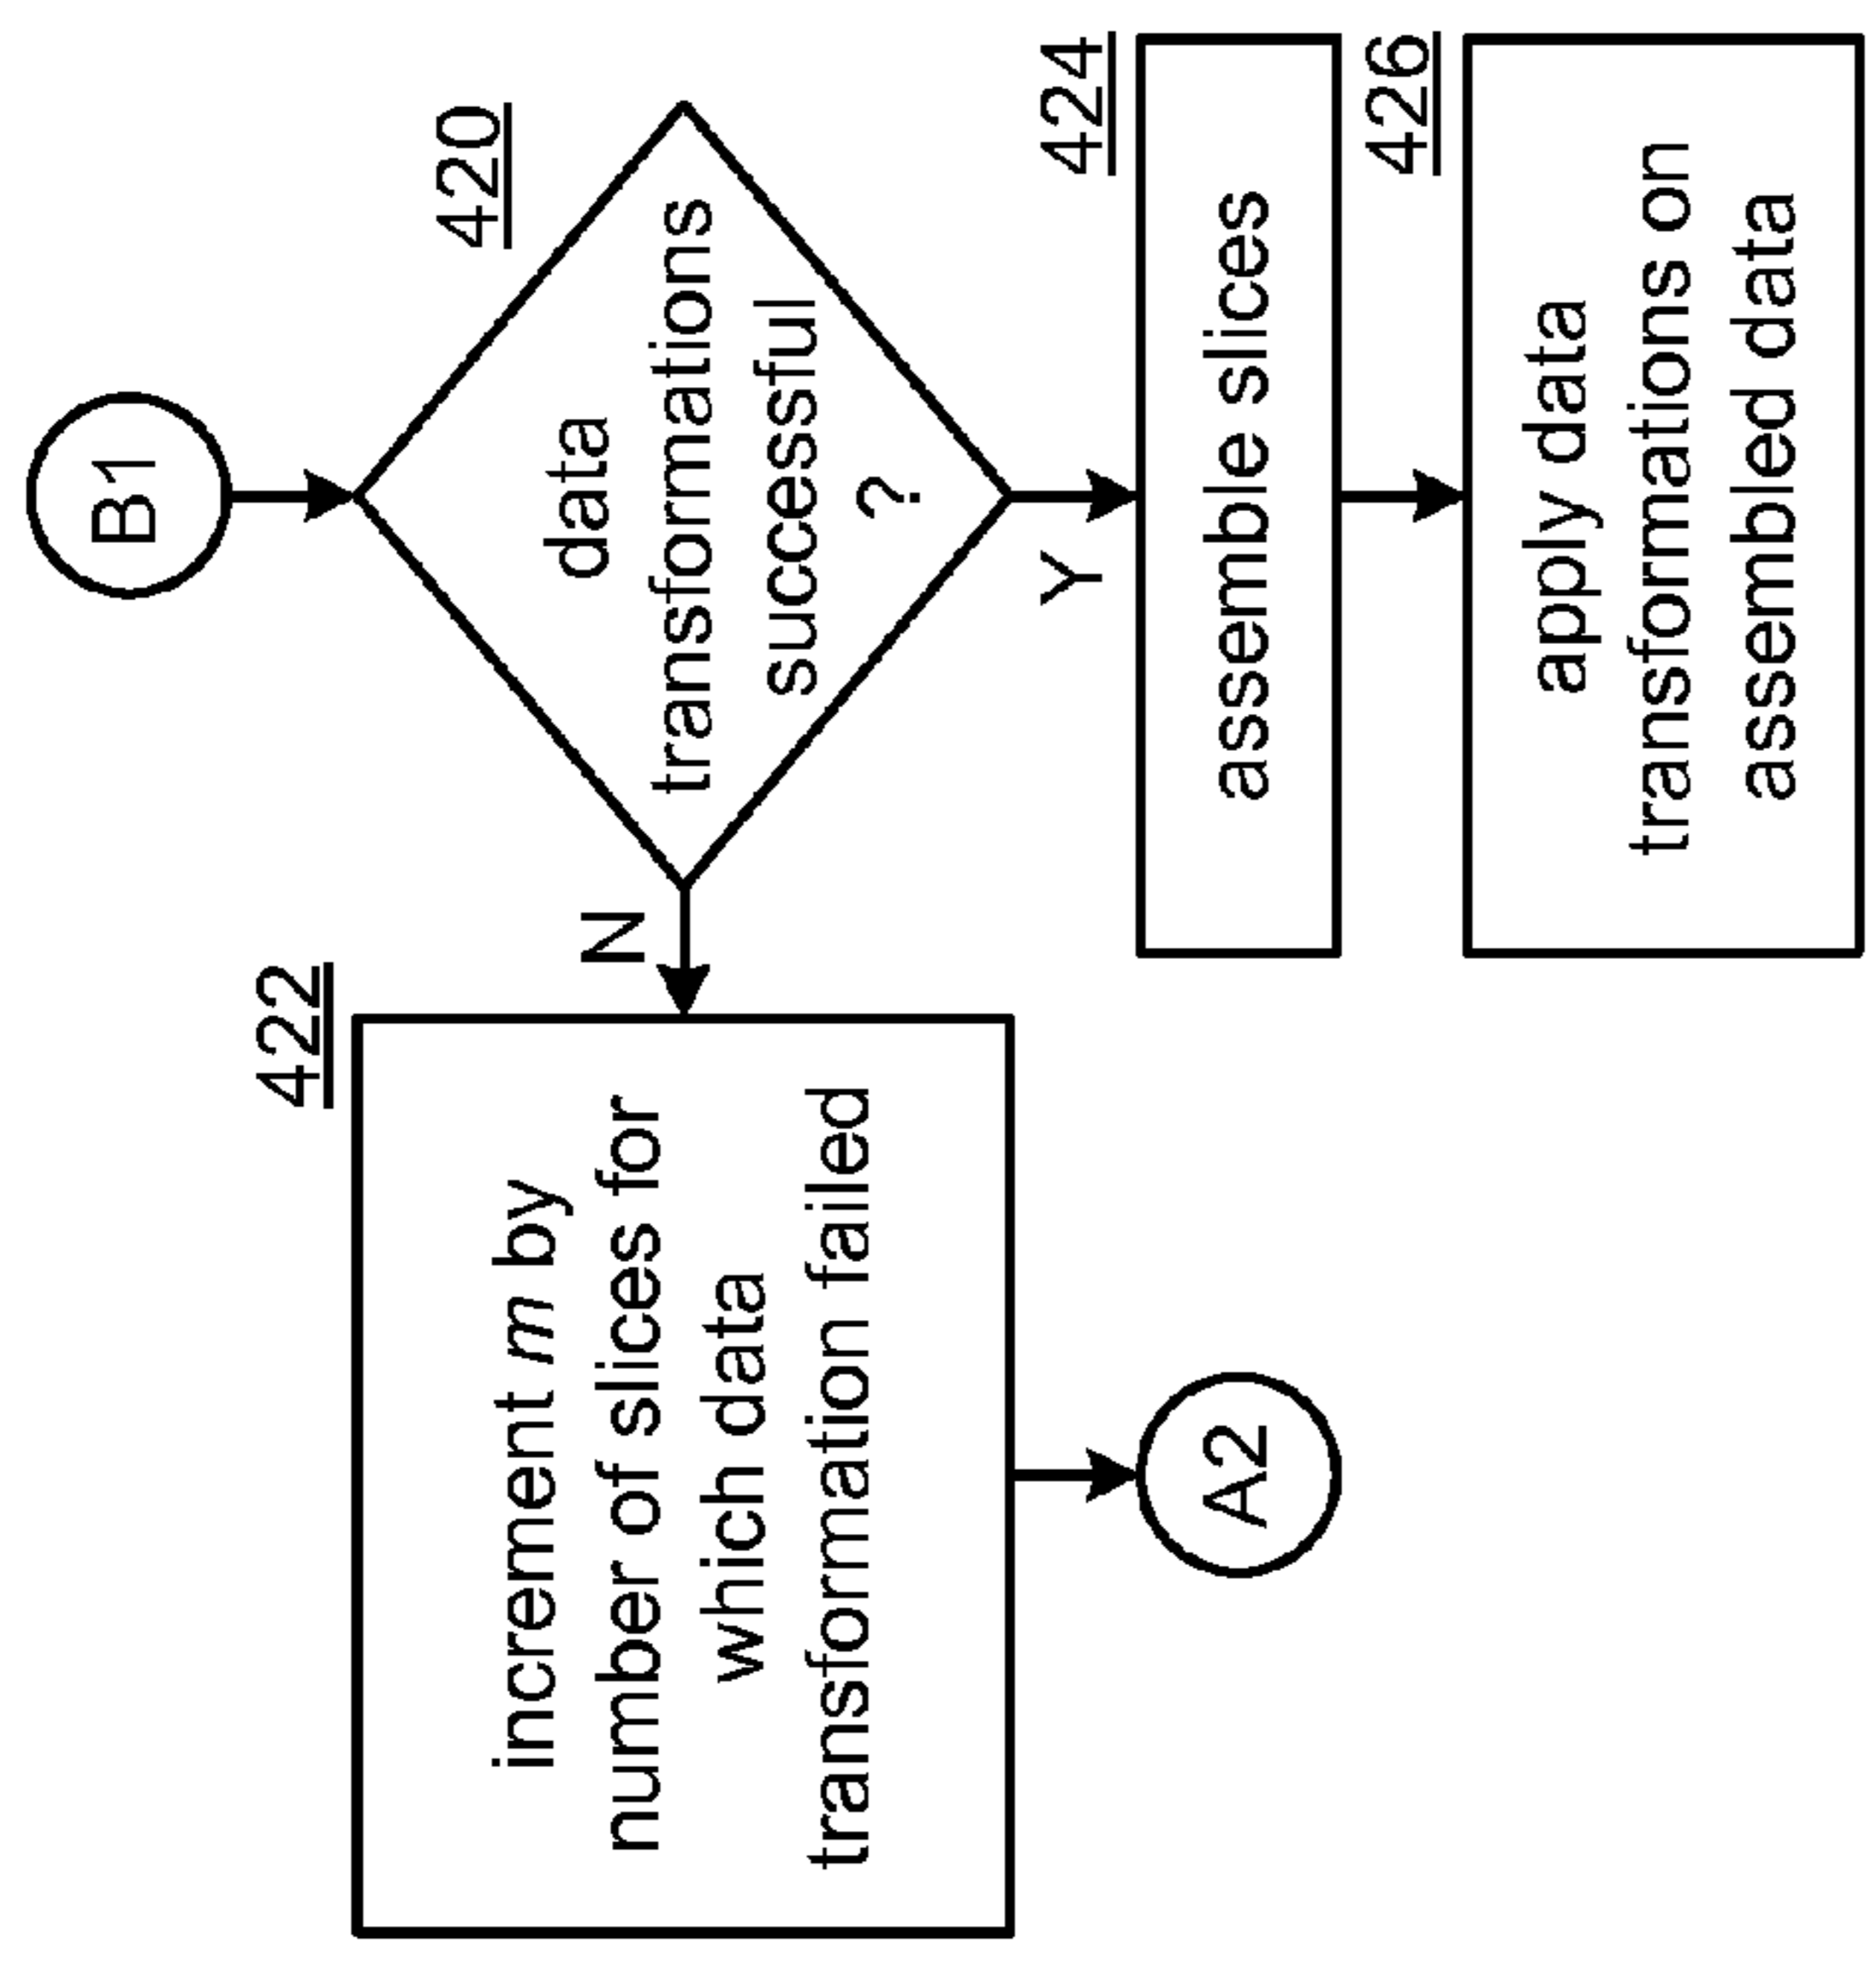 B1
420
data
transformations
successful
?
N
422
increment m by
number of slices for
which data
transformation failed
A2
Y
424
assemble slices
426
apply data
transformations on
assembled data